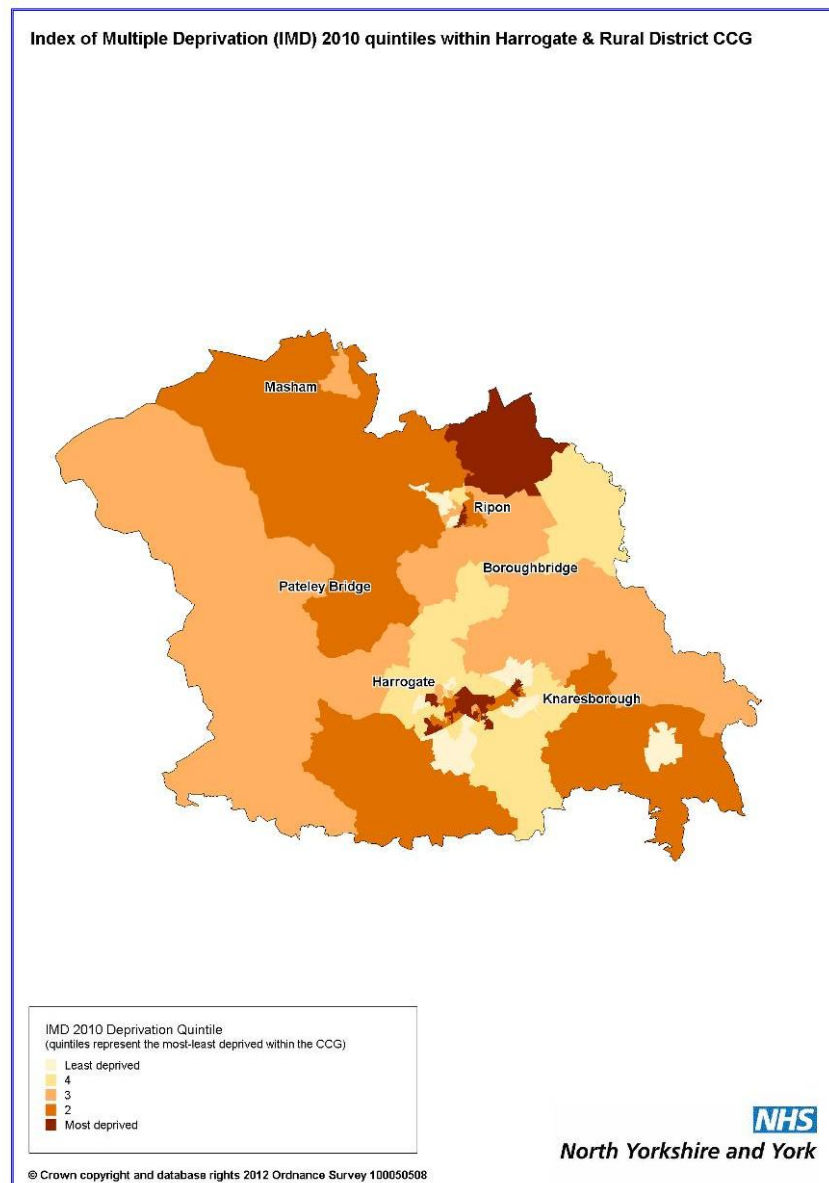 Index of Multiple Deprivation (IMD) 2010 quintiles within Harrogate & Rural District CCG
Masham
Ripon
Boroughbridge
Pateley Bridge
Harrogate
Knaresborough
IMD 2010 Deprivation Quintile
(quintiles represent the most-least deprived within the CCG)
Least deprived
4
3
2
Most deprived
NHS
North Yorkshire and York
© Crown copyright and database rights 2012 Ordnance Survey 100050508